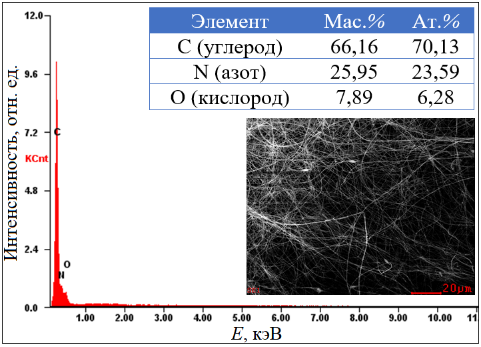 12.0
Элемент Мас.% Ат.%
C (углерод) 66,16 70,13
N (азот) 25,95 23,59
O (кислород) 7,89 6,28
9.6
7.2
C
KCnt
4.8
2.4
O
N
0.0
20μm
1.00 2.00 3.00 4.00 5.00 6.00 7.00 8.00 9.00 10.00 11.
Интенсивность, отн. ед.
E, кэВ